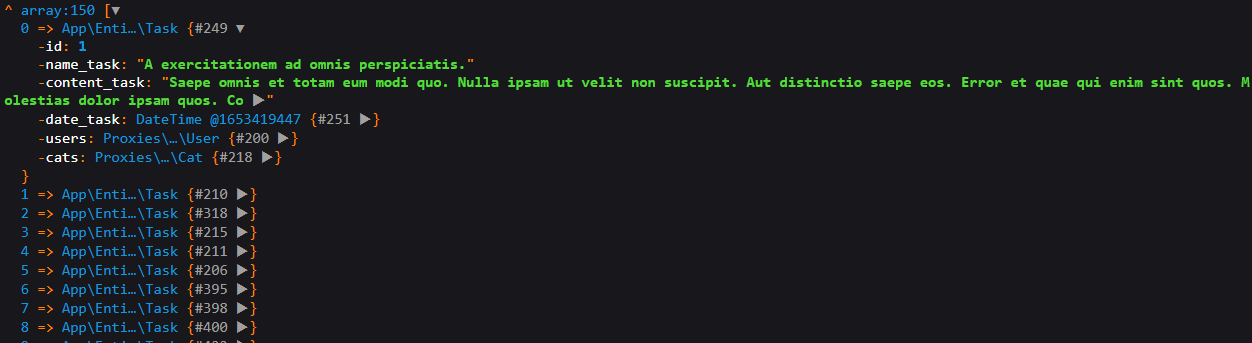 ^ array:150 [▼
0 => App\Enti…\Task {#249 ▼
-id: 1
-name_task: "A exercitationem ad omnis perspiciatis."
-content_task: "Saepe omnis et totam eum modi quo. Nulla ipsam ut velit non suscipit. Aut distinctio saepe eos. Error et quae qui enim sint quos. M
olestias dolor ipsam quos. Co ▶"
-date_task: DateTime @1653419447 {#251 ▶}
-users: Proxies\…\User {#200 ▶}
-cats: Proxies\…\Cat {#218 ▶}
}
1 => App\Enti…\Task {#210 ▶}
2 => App\Enti…\Task {#318 ▶}
3 => App\Enti…\Task {#215 ▶}
4 => App\Enti…\Task {#211 ▶}
5 => App\Enti…\Task {#206 ▶}
6 => App\Enti…\Task {#395 ▶}
7 => App\Enti…\Task {#398 ▶}
8 => App\Enti…\Task {#400 ▶}